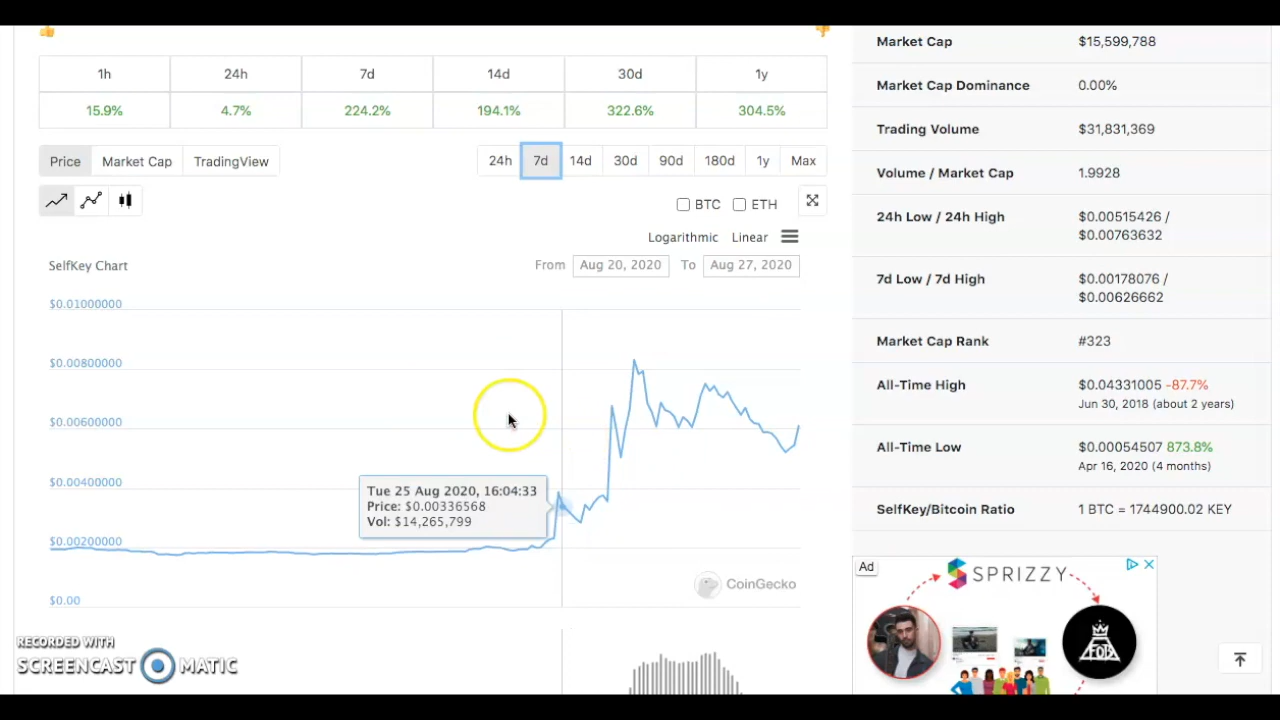 1h 24h 7d 14d 30d 1y
15.9% 4.7% 224.2% 194.1% 322.6% 304.5%
Price Market Cap TradingView 24h 7d 14d 30d 90d 180d 1y Max
BTC ETH
Logarithmic Linear
SelfKey Chart From Aug 20, 2020 To Aug 27, 2020
$0.01000000
$0.00800000
$0.00600000
$0.00400000
$0.00200000
$0.00
Tue 25 Aug 2020, 16:04:33
Price: $0.00336568
Vol: $14,265,799
CoinGecko
Market Cap $15,599,788
Market Cap Dominance 0.00%
Trading Volume $31,831,369
Volume / Market Cap 1.9928
24h Low / 24h High $0.00515426 /
$0.00763632
7d Low / 7d High $0.00178076 /
$0.00626662
Market Cap Rank #323
All-Time High $0.04331005 -87.7%
Jun 30, 2018 (about 2 years)
All-Time Low $0.00054507 873.8%
Apr 16, 2020 (4 months)
SelfKey/Bitcoin Ratio 1 BTC = 1744900.02 KEY
Ad
SPRIZZY
FOB
RECORDED WITH
SCREENCAST MATIC